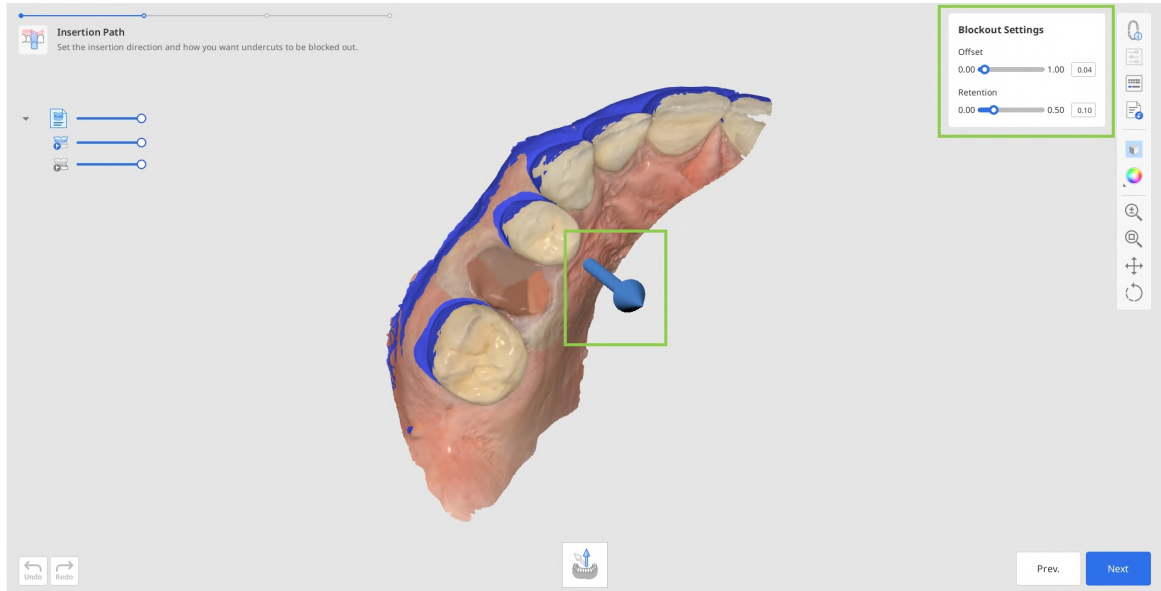 Insertion Path
Set the insertion direction and how you want undercuts to be blocked out.
Blockout Settings
Offset
0.00 1.00 0.04
Retention
0.00 0.50 0.10
Undo Redo
Prev. Next